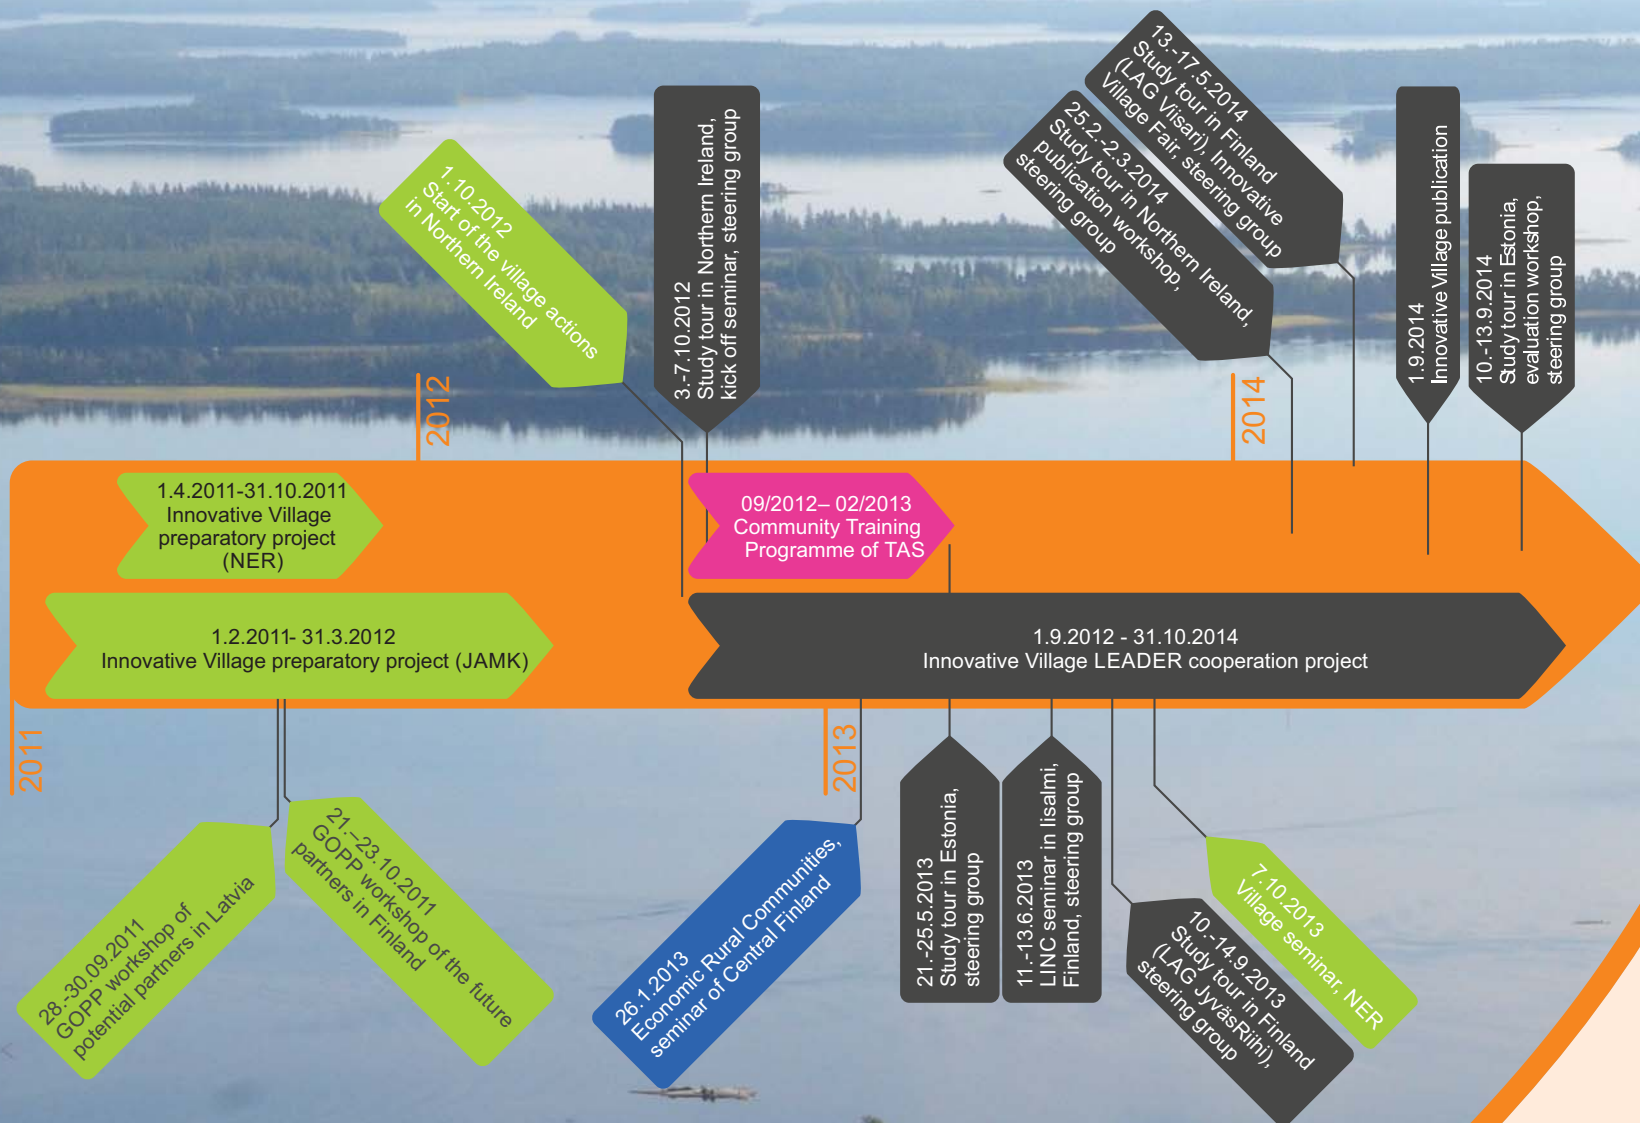 1.10.2012
Start of the village actions
in Northern Ireland
3.-7.10.2012
Study tour in Northern Ireland,
kick off seminar, steering group
25.2.-2.3.2014
Study tour in Northern Ireland,
publication workshop,
steering group
13.-17.5.2014
Study tour in Finland
(LAG Viisari), Innovative
Village Fair, steering group
1.9.2014
Innovative Village publication
10.-13.9.2014
Study tour in Estonia,
evaluation workshop,
steering group
2012
2014
1.4.2011-31.10.2011
Innovative Village
preparatory project
(NER)
09/2012– 02/2013
Community Training
Programme of TAS
1.2.2011- 31.3.2012
Innovative Village preparatory project (JAMK)
1.9.2012 - 31.10.2014
Innovative Village LEADER cooperation project
2011
2013
28.-30.09.2011
GOPP workshop of
potential partners in Latvia
21.–23.10.2011
GOPP workshop of the future
partners in Finland
26.1.2013
Economic Rural Communities,
seminar of Central Finland
21.-25.5.2013
Study tour in Estonia,
steering group
11.-13.6.2013
LINC seminar in Iisalmi,
Finland, steering group
10.-14.9.2013
Study tour in Finland
(LAG JyväsRiihi),
steering group
7.10.2013
Village seminar, NER